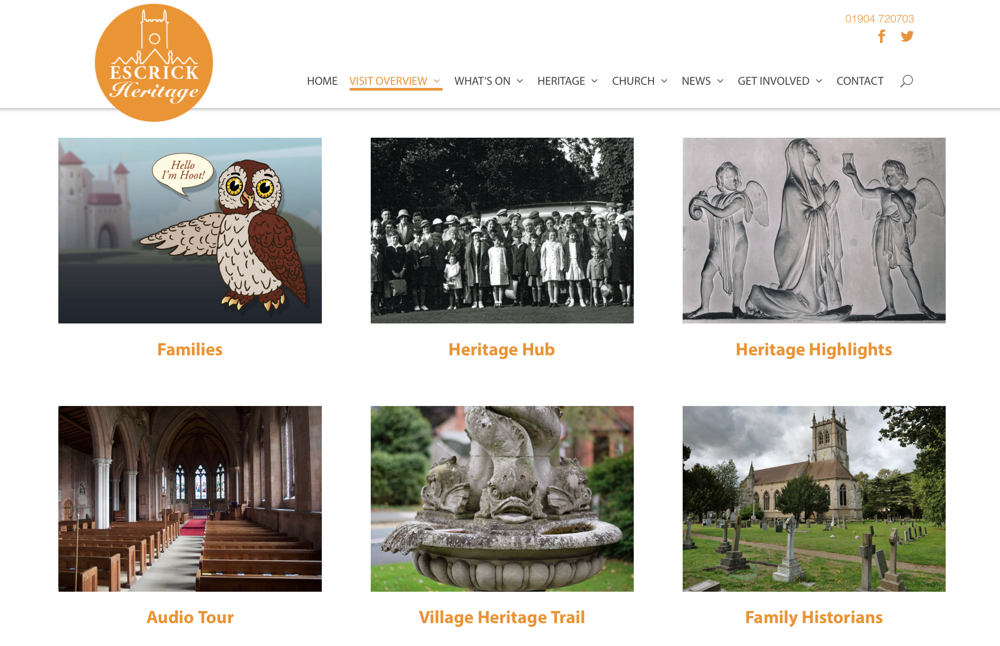 01904 720703
ESCRICK
Heritage
HOME VISIT OVERVIEW WHAT'S ON HERITAGE CHURCH NEWS GET INVOLVED CONTACT
Hello
I'm Hoot!
Families Heritage Hub Heritage Highlights
Audio Tour Village Heritage Trail Family Historians